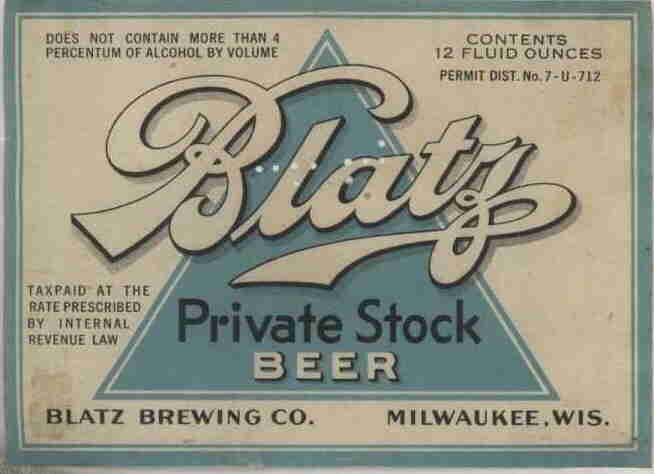 DOES NOT CONTAIN MORE THAN 4
PERCENTUM OF ALCOHOL BY VOLUME
CONTENTS
12 FLUID OUNCES
PERMIT DIST. No. 7-U-712
Blatz
TAXPAID AT THE
RATE PRESCRIBED
BY INTERNAL
REVENUE LAW
Private Stock
BEER
BLATZ BREWING CO. MILWAUKEE, WIS.